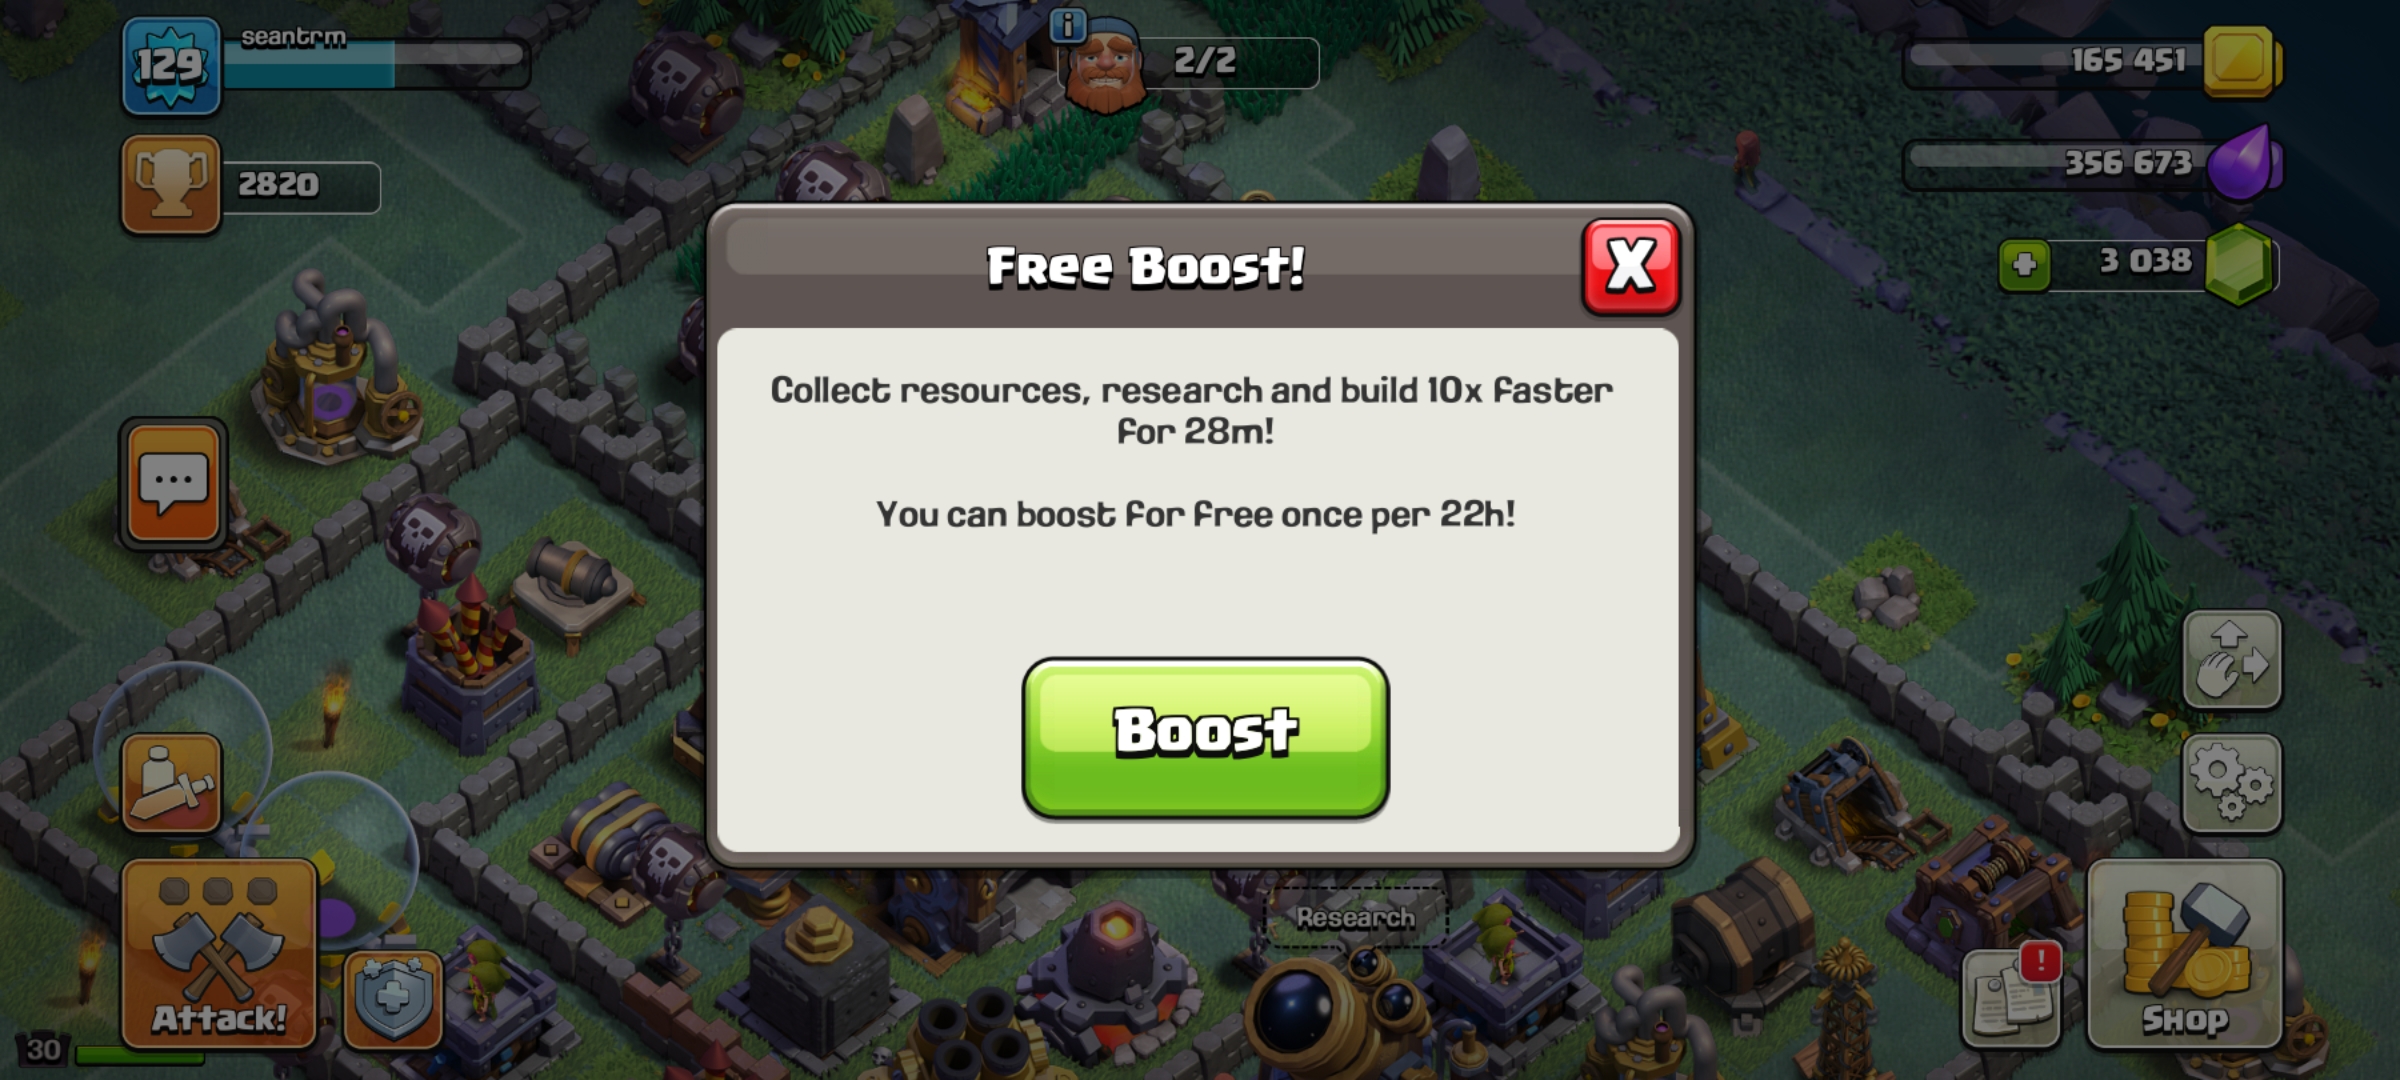 seantrm
129
2/2
165 451
2820
356 673
3 038
Free Boost!
X
Collect resources, research and build 10x faster
for 28m!
You can boost for free once per 22h!
Boost
Research
Attack!
Shop
30